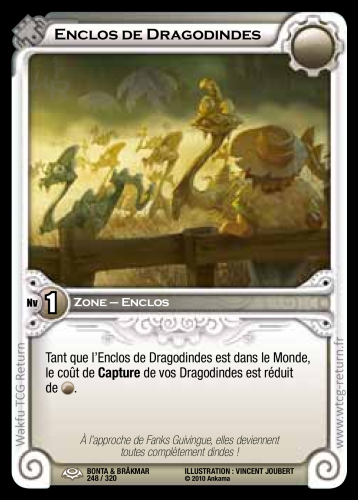 Enclos de Dragodindes
Nv 1 Zone – Enclos
Tant que l'Enclos de Dragodindes est dans le Monde,
le coût de Capture de vos Dragodindes est réduit
de .
À l'approche de Fanks Guivingue, elles deviennent
toutes complètement dindes !
BONTA & BRÂKMAR
248 / 320
ILLUSTRATION : VINCENT JOUBERT
© 2010 Ankama
Wakfu TCG Return
www.wtcg-return.fr